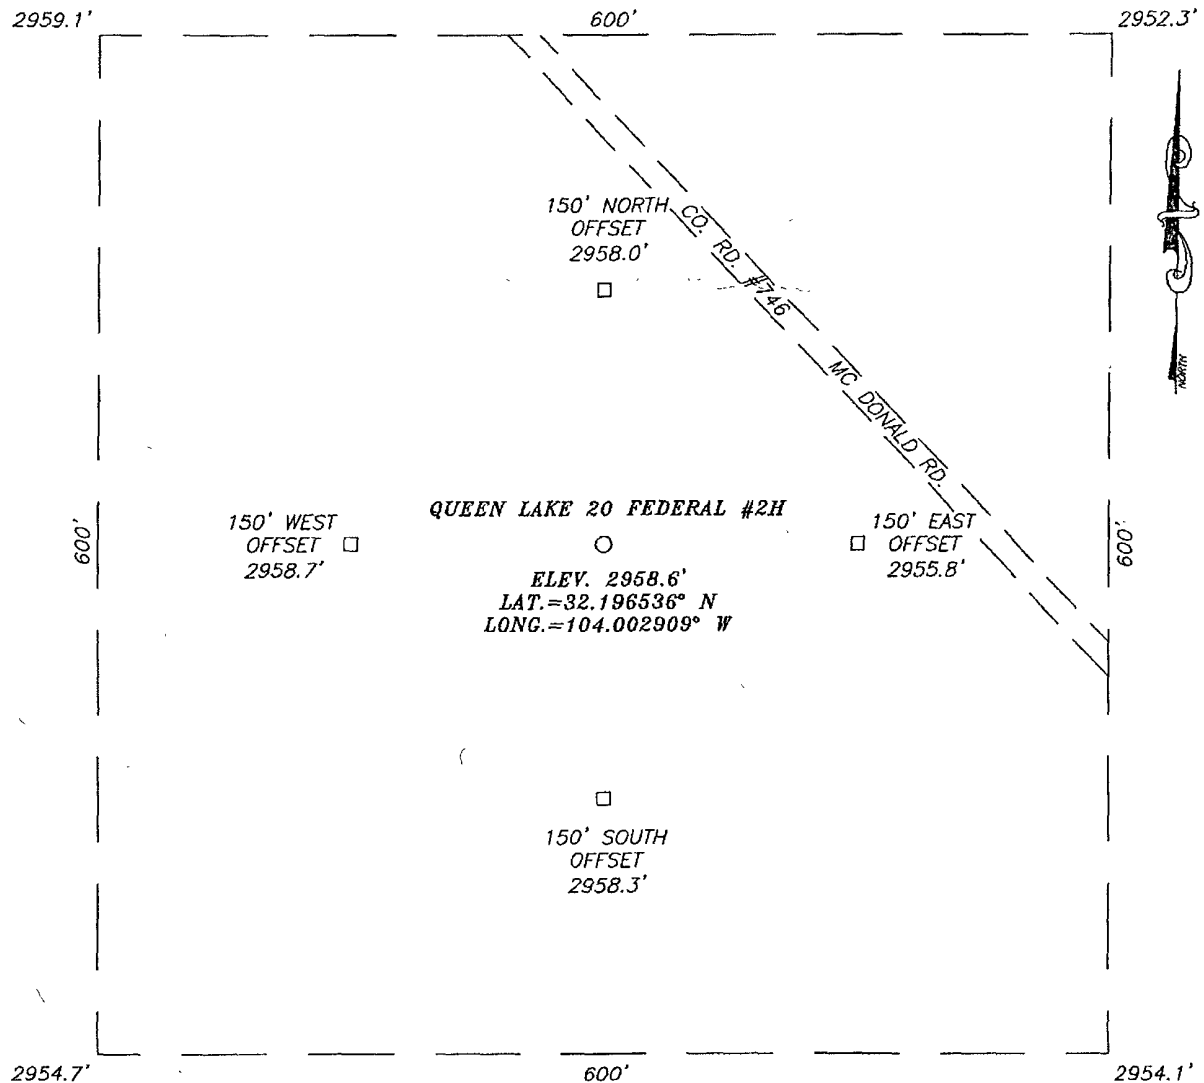 2959.1'
600'
2952.3'
NORTH
150' NORTH
OFFSET
2958.0'
CO. RD. #746
MC DONALD RD.
600'
150' WEST
OFFSET
2958.7'
QUEEN LAKE 20 FEDERAL #2H
ELEV. 2958.6'
LAT.=32.196536° N
LONG.=104.002909° W
150' EAST
OFFSET
2955.8'
600'
150' SOUTH
OFFSET
2958.3'
2954.7'
600'
2954.1'